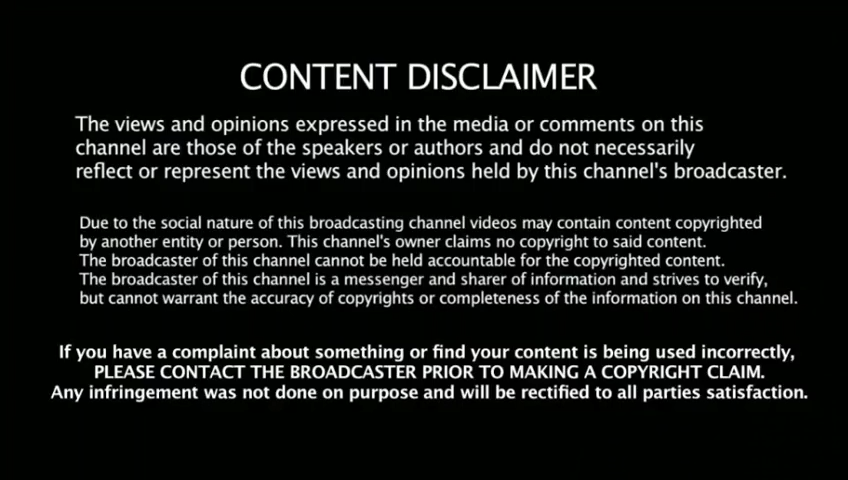 CONTENT DISCLAIMER
The views and opinions expressed in the media or comments on this
channel are those of the speakers or authors and do not necessarily
reflect or represent the views and opinions held by this channel's broadcaster.
Due to the social nature of this broadcasting channel videos may contain content copyrighted
by another entity or person. This channel's owner claims no copyright to said content.
The broadcaster of this channel cannot be held accountable for the copyrighted content.
The broadcaster of this channel is a messenger and sharer of information and strives to verify,
but cannot warrant the accuracy of copyrights or completeness of the information on this channel.
If you have a complaint about something or find your content is being used incorrectly,
PLEASE CONTACT THE BROADCASTER PRIOR TO MAKING A COPYRIGHT CLAIM.
Any infringement was not done on purpose and will be rectified to all parties satisfaction.